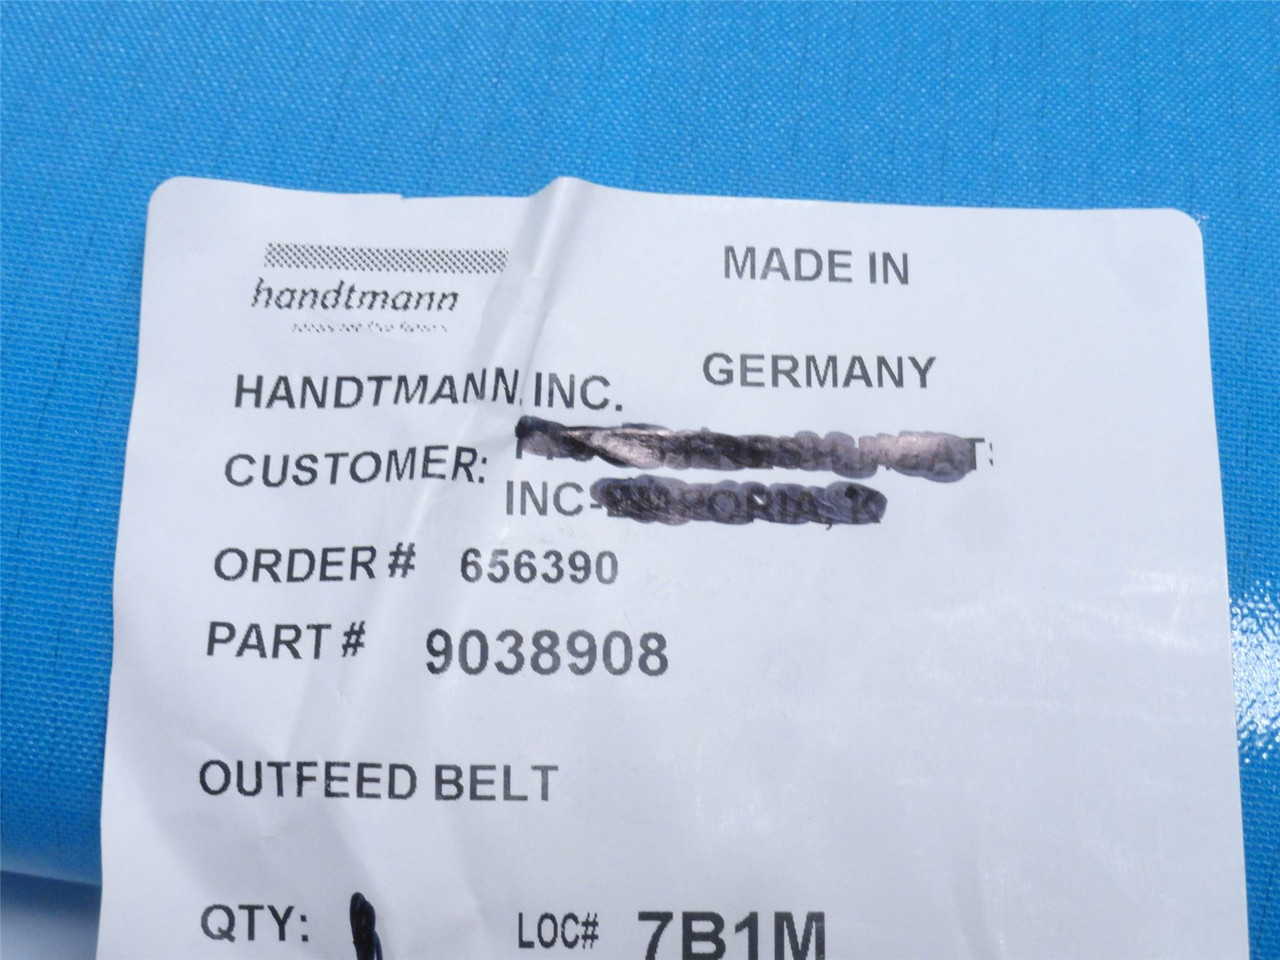 handtmann
MADE IN
GERMANY
HANDTMANN, INC.
CUSTOMER:
INC-
ORDER # 656390
PART # 9038908
OUTFEED BELT
QTY:
LOC# 7B1M